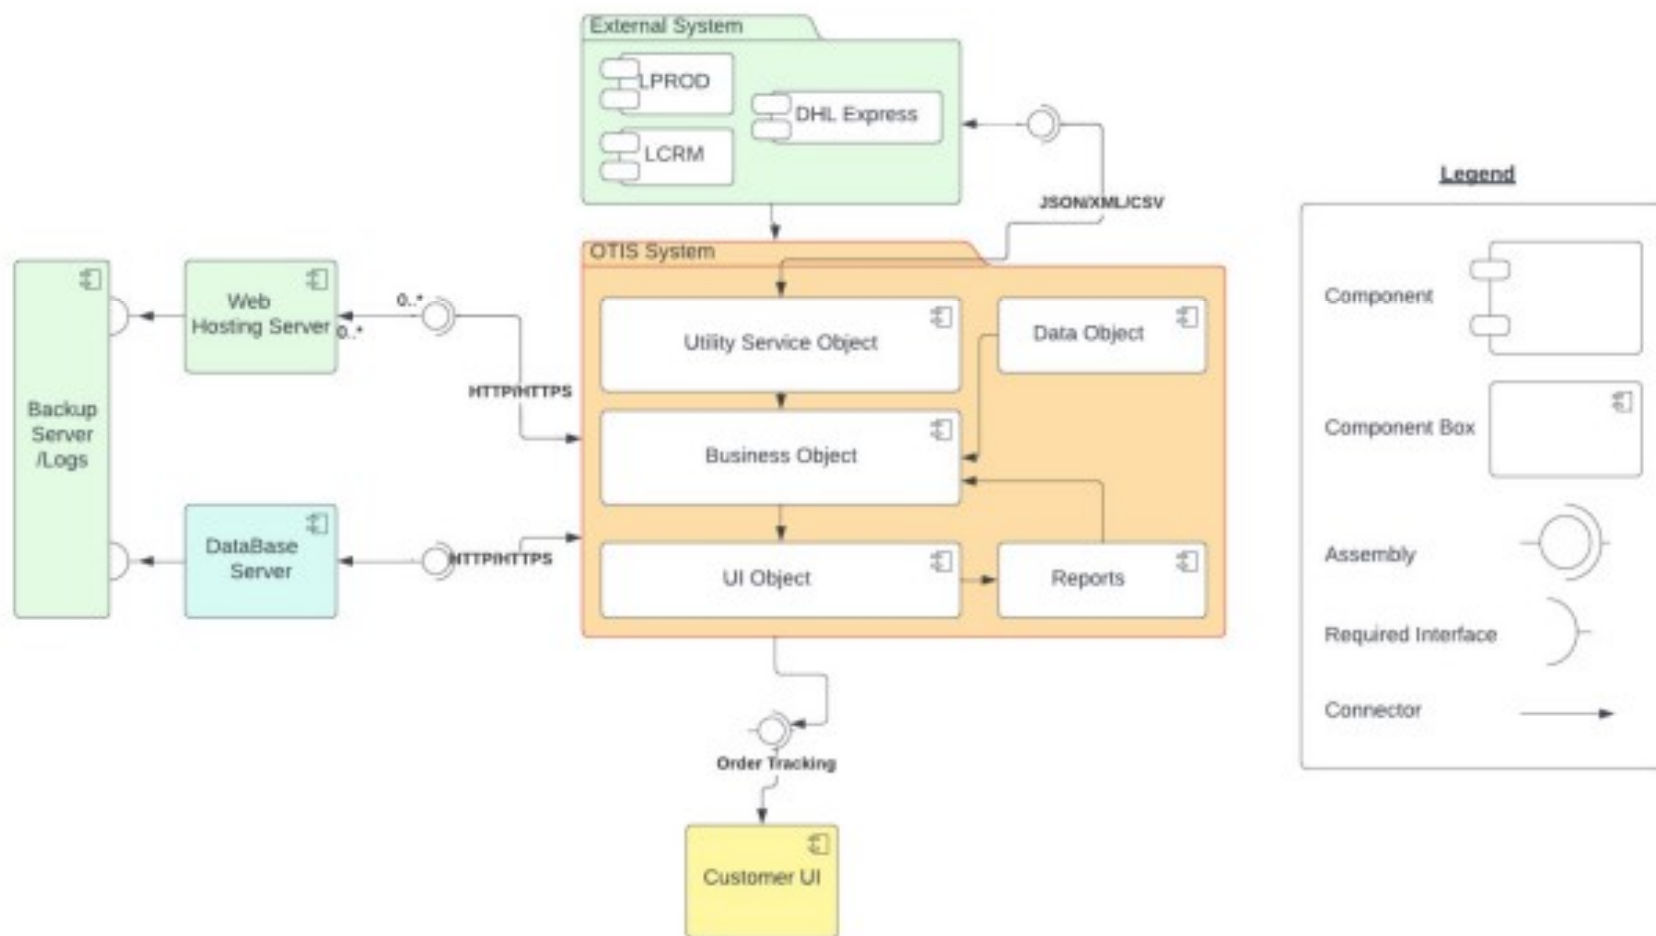 External System
LPROD
DHL Express
LCRM
JSON/XML/CSV
OTIS System
Utility Service Object
Data Object
Business Object
UI Object
Reports
Web
Hosting Server
0..*
0..*
HTTP/HTTPS
Backup
Server
/Logs
DataBase
Server
HTTP/HTTPS
Order Tracking
Customer UI
Legend
Component
Component Box
Assembly
Required Interface
Connector